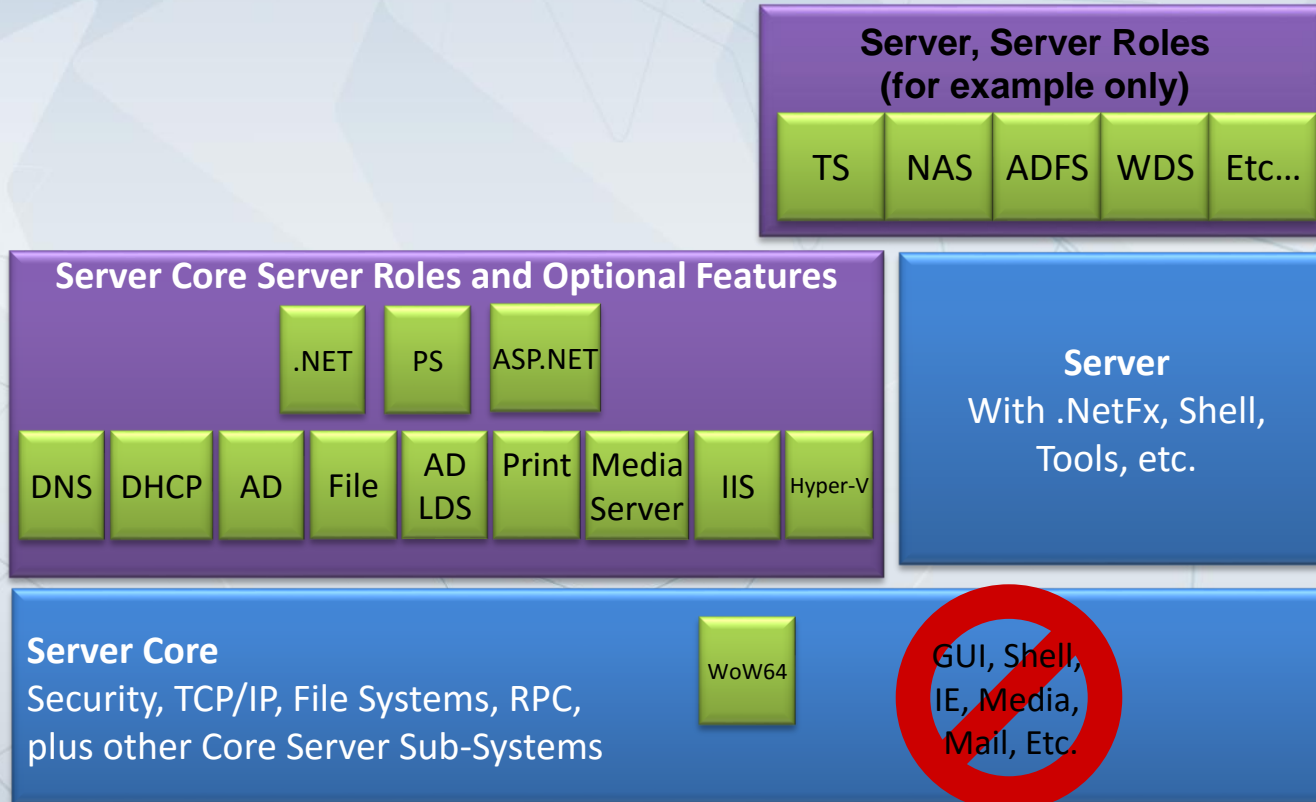 Server, Server Roles
(for example only)
TS NAS ADFS WDS Etc...
Server Core Server Roles and Optional Features
.NET PS ASP.NET
DNS DHCP AD File AD LDS Print Media Server IIS Hyper-V
Server
With .NetFx, Shell,
Tools, etc.
Server Core
Security, TCP/IP, File Systems, RPC,
plus other Core Server Sub-Systems
WoW64
GUI, Shell,
IE, Media,
Mail, Etc.